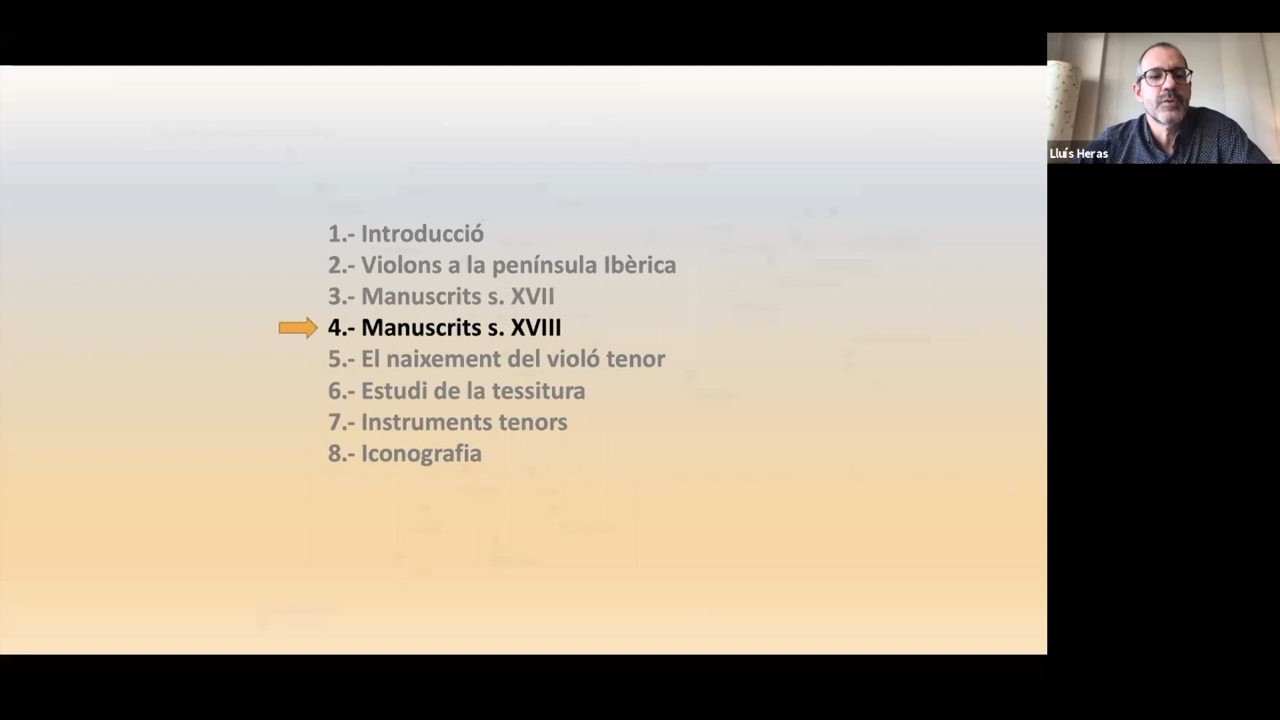 1.- Introducció
2.- Violons a la península Ibèrica
3.- Manuscrits s. XVII
4.- Manuscrits s. XVIII
5.- El naixement del violó tenor
6.- Estudi de la tessitura
7.- Instruments tenors
8.- Iconografia
Lluís Heras